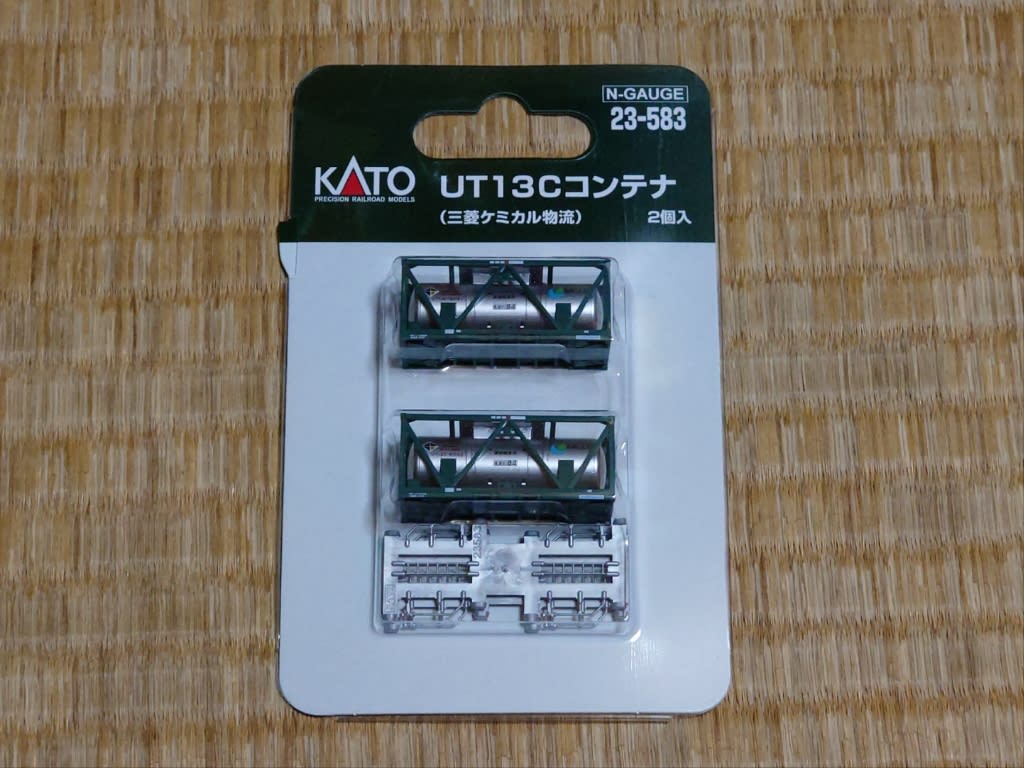 N-GAUGE
23-583
KATO
PRECISION RAILROAD MODELS
UT13Cコンテナ
(三菱ケミカル物流)
2個入